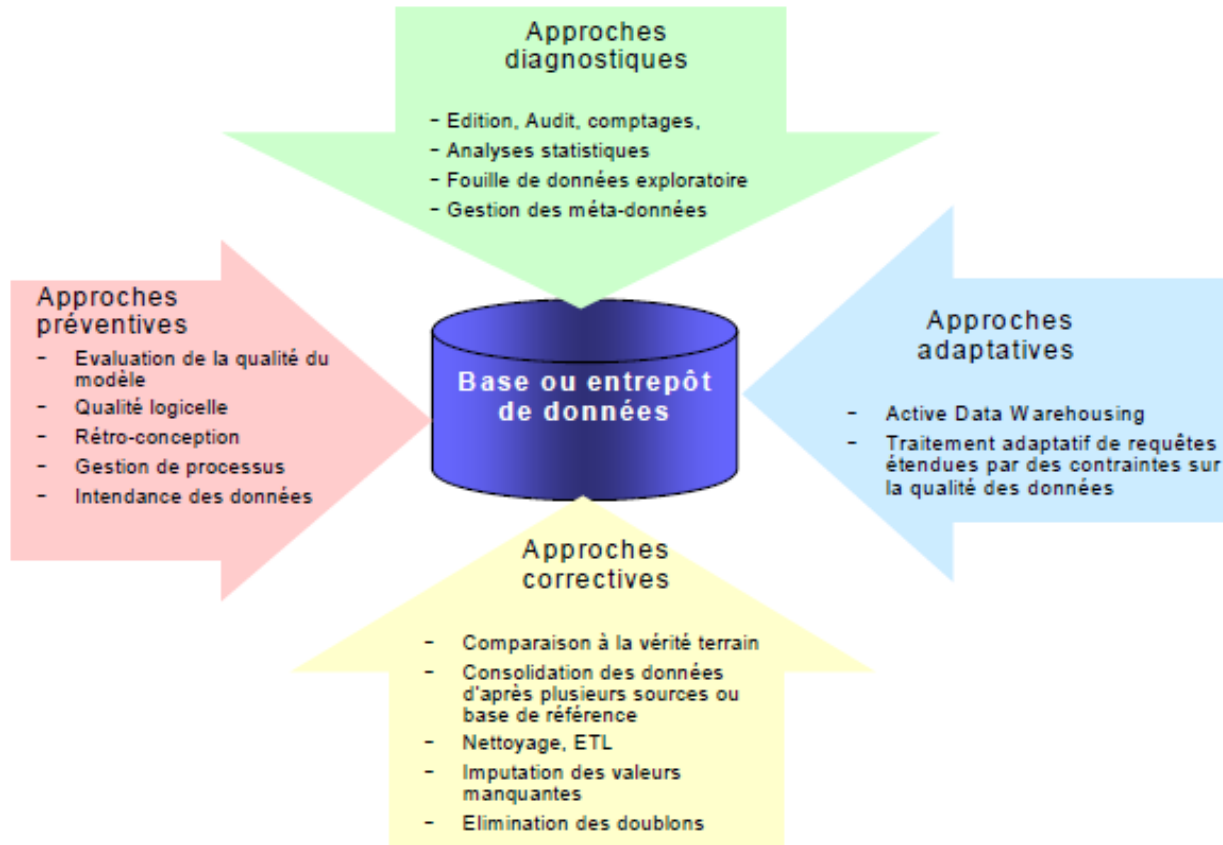 Approches
diagnostiques
- Edition, Audit, comptages,
- Analyses statistiques
- Fouille de données exploratoire
- Gestion des méta-données
Approches
préventives
- Evaluation de la qualité du
modèle
- Qualité logicelle
- Rétro-conception
- Gestion de processus
- Intendance des données
Base ou entrepôt
de données
Approches
adaptatives
- Active Data Warehousing
- Traitement adaptatif de requêtes
étendues par des contraintes sur
la qualité des données
Approches
correctives
- Comparaison à la vérité terrain
- Consolidation des données
d'après plusieurs sources ou
base de référence
- Nettoyage, ETL
- Imputation des valeurs
manquantes
- Elimination des doublons